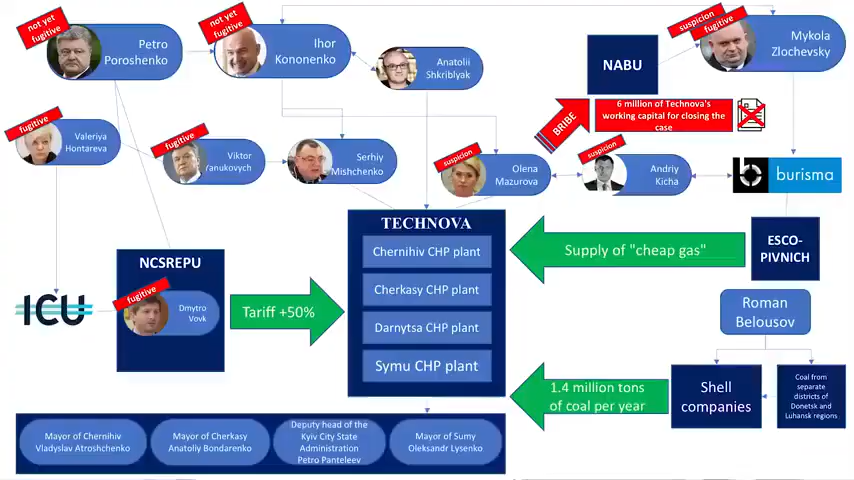 not yet
fugitive
Petro
Poroshenko
not yet
fugitive
Ihor
Kononenko
Anatolii
Shkriblyak
NABU
suspicion
fugitive
Mykola
Zlochevsky
BRIBE
6 million of Technova's
working capital for closing the
case
fugitive
Valeriya
Hontareva
fugitive
Viktor
Yanukovych
Serhiy
Mishchenko
suspicion
Olena
Mazurova
suspicion
Andriy
Kicha
b burisma
TECHNOVA
Chernihiv CHP plant
Cherkasy CHP plant
Darnytsa CHP plant
Symu CHP plant
Supply of "cheap gas"
ESCO-
PIVNICH
NCSREPU
fugitive
Dmytro
Vovk
ICU
Tariff +50%
Roman
Belousov
1.4 million tons
of coal per year
Shell
companies
Coal from
separate
districts of
Donetsk and
Luhansk regions
Mayor of Chernihiv
Vladyslav Atroshchenko
Mayor of Cherkasy
Anatoliy Bondarenko
Deputy head of the
Kyiv City State
Administration
Petro Panteleev
Mayor of Sumy
Oleksandr Lysenko